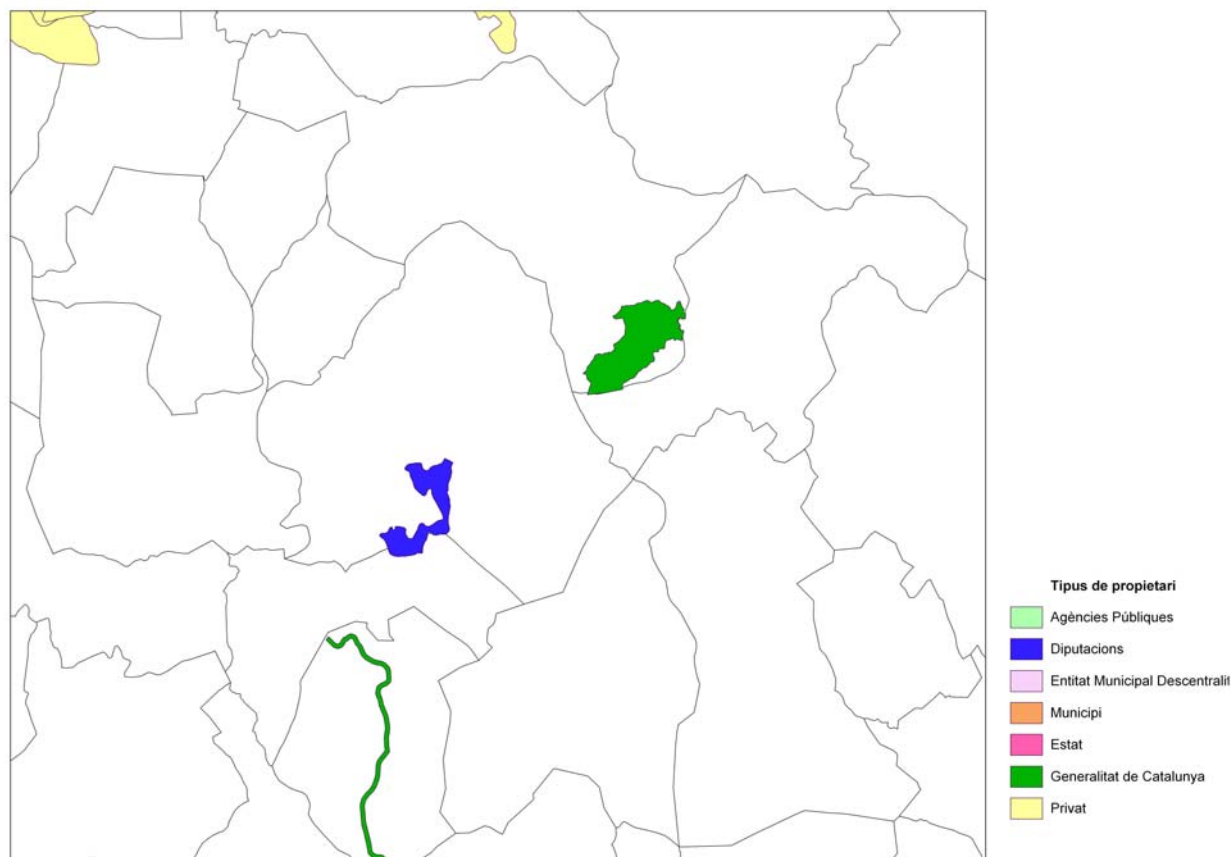 Tipus de propietari
Agències Públiques
Diputacions
Entitat Municipal Descentralit
Municipi
Estat
Generalitat de Catalunya
Privat